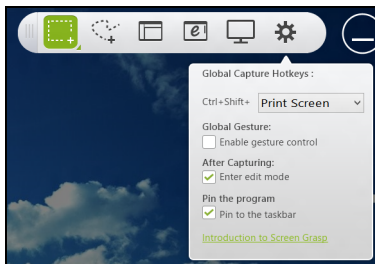 Global Capture Hotkeys :
Ctrl+Shift+ Print Screen
Global Gesture:
Enable gesture control
After Capturing:
Enter edit mode
Pin the program
Pin to the taskbar
Introduction to Screen Grasp